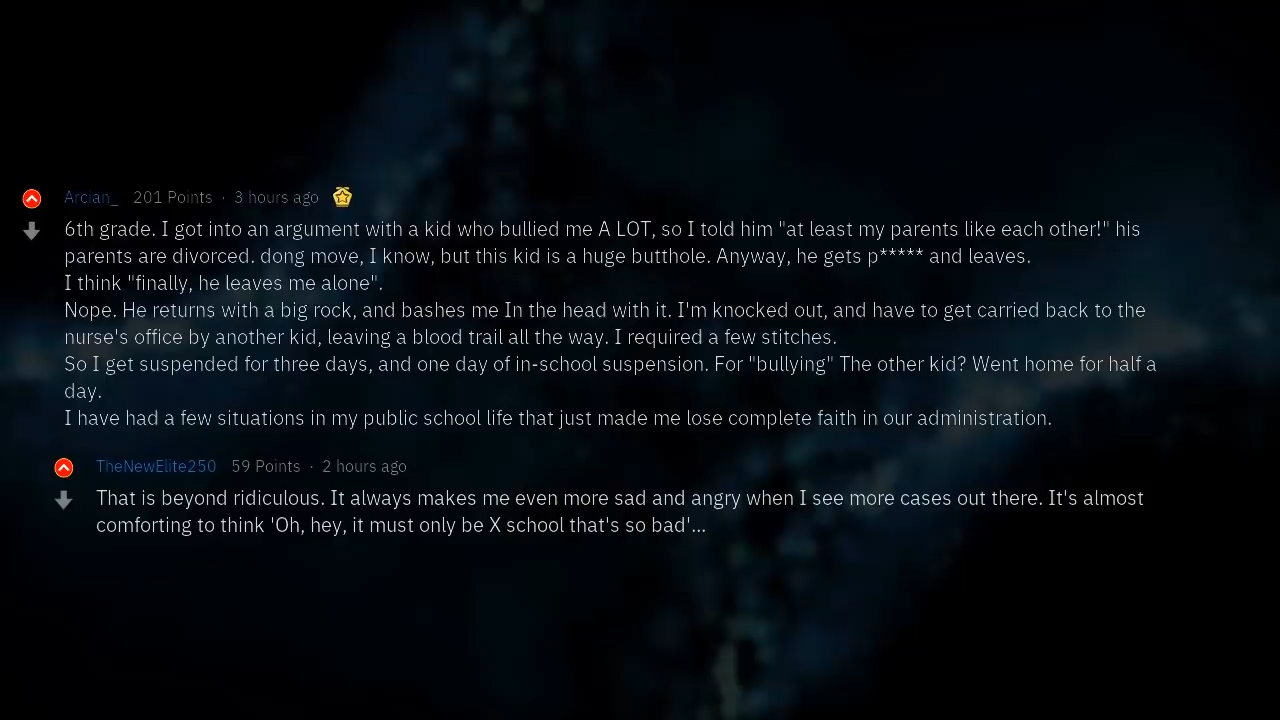 Arcian_ 201 Points · 3 hours ago
6th grade. I got into an argument with a kid who bullied me A LOT, so I told him "at least my parents like each other!" his
parents are divorced. dong move, I know, but this kid is a huge butthole. Anyway, he gets p***** and leaves.
I think "finally, he leaves me alone".
Nope. He returns with a big rock, and bashes me In the head with it. I'm knocked out, and have to get carried back to the
nurse's office by another kid, leaving a blood trail all the way. I required a few stitches.
So I get suspended for three days, and one day of in-school suspension. For "bullying" The other kid? Went home for half a
day.
I have had a few situations in my public school life that just made me lose complete faith in our administration.
TheNewElite250 59 Points · 2 hours ago
That is beyond ridiculous. It always makes me even more sad and angry when I see more cases out there. It's almost
comforting to think 'Oh, hey, it must only be X school that's so bad'...